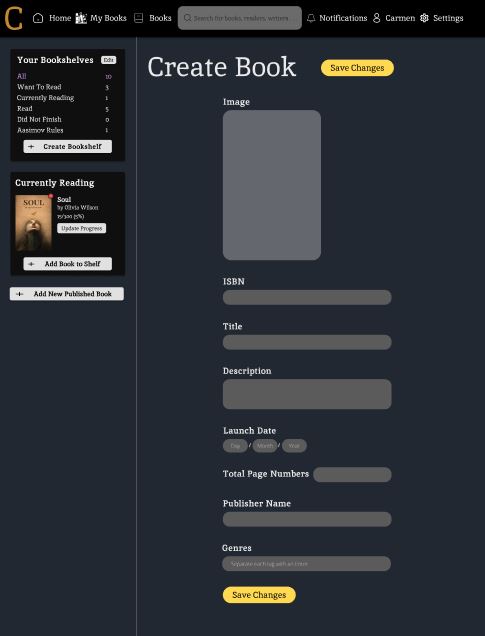 C Home My Books Books Search for books, readers, writers... Notifications Carmen Settings
Your Bookshelves Edit
All 10
Want To Read 3
Currently Reading 1
Read 5
Did Not Finish 0
Aasimov Rules 1
+ Create Bookshelf
Currently Reading
SOUL
Soul
by Olivia Wilson
15/300 (5%)
Update Progress
+ Add Book to Shelf
+ Add New Published Book
Create Book Save Changes
Image
ISBN
Title
Description
Launch Date
Day / Month / Year
Total Page Numbers
Publisher Name
Genres
Separate each tag with an Enter
Save Changes